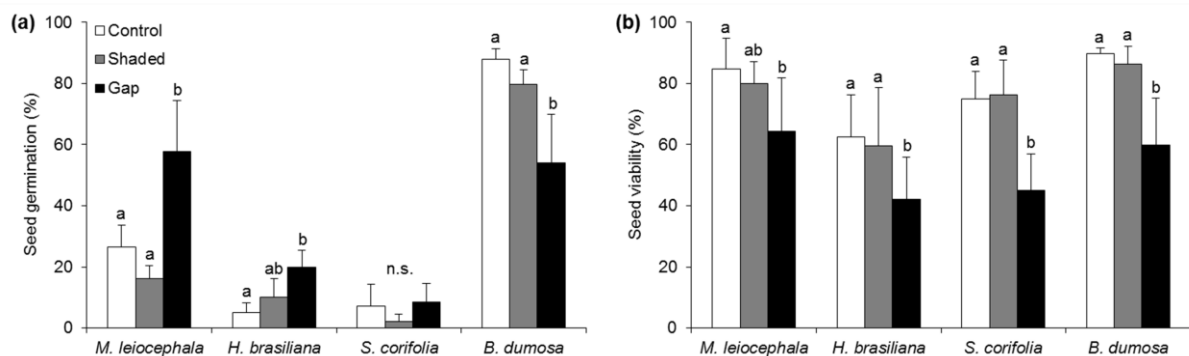 (a)
Control
Shaded
Gap
Seed germination (%)
100
80
60
40
20
0
a
a
b
a
ab
b
n.s.
a
a
b
M. leiocephala
H. brasiliana
S. corifolia
B. dumosa
(b)
Seed viability (%)
100
80
60
40
20
0
a
ab
b
a
a
b
a
a
b
a
a
b
M. leiocephala
H. brasiliana
S. corifolia
B. dumosa